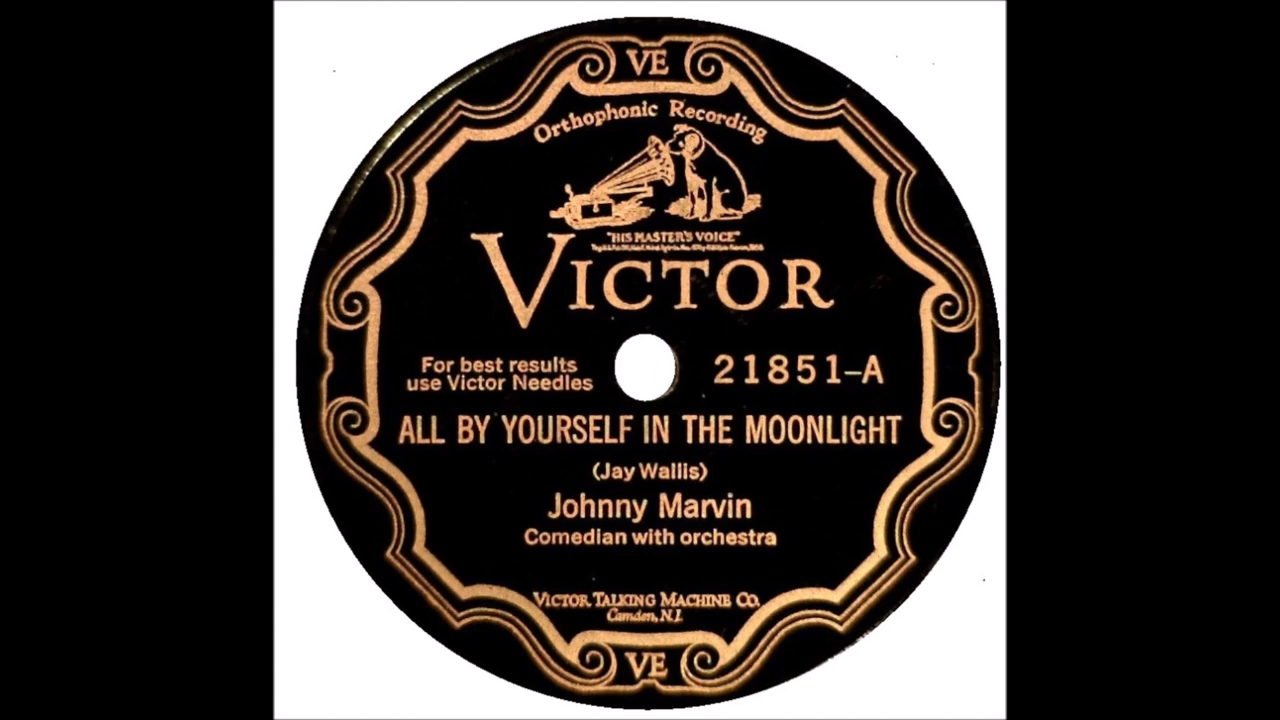 VE
Orthophonic Recording
"HIS MASTER'S VOICE"
VICTOR
For best results
use Victor Needles
21851-A
ALL BY YOURSELF IN THE MOONLIGHT
(Jay Wallis)
Johnny Marvin
Comedian with orchestra
VICTOR TALKING MACHINE CO.
Camden, N.J.
VE